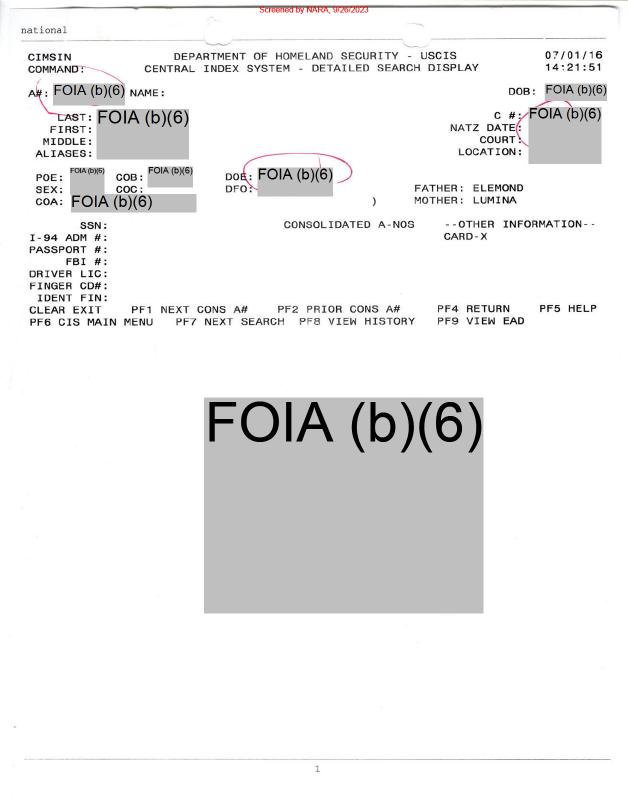 Screened by NARA, 9/26/2023
national
CIMSIN DEPARTMENT OF HOMELAND SECURITY - USCIS 07/01/16
COMMAND: CENTRAL INDEX SYSTEM - DETAILED SEARCH DISPLAY 14:21:51
A#: FOIA (b)(6) NAME: DOB: FOIA (b)(6)
LAST: FOIA (b)(6) C #: FOIA (b)(6)
FIRST: NATZ DATE:
MIDDLE: COURT:
ALIASES: LOCATION:
POE: FOIA (b)(6) COB: FOIA (b)(6) DOE: FOIA (b)(6)
SEX: COC: DFO: FATHER: ELEMOND
COA: FOIA (b)(6) ) MOTHER: LUMINA
SSN: CONSOLIDATED A-NOS --OTHER INFORMATION--
I-94 ADM #: CARD-X
PASSPORT #:
FBI #:
DRIVER LIC:
FINGER CD#:
IDENT FIN:
CLEAR EXIT PF1 NEXT CONS A# PF2 PRIOR CONS A# PF4 RETURN PF5 HELP
PF6 CIS MAIN MENU PF7 NEXT SEARCH PF8 VIEW HISTORY PF9 VIEW EAD
FOIA (b)(6)
1